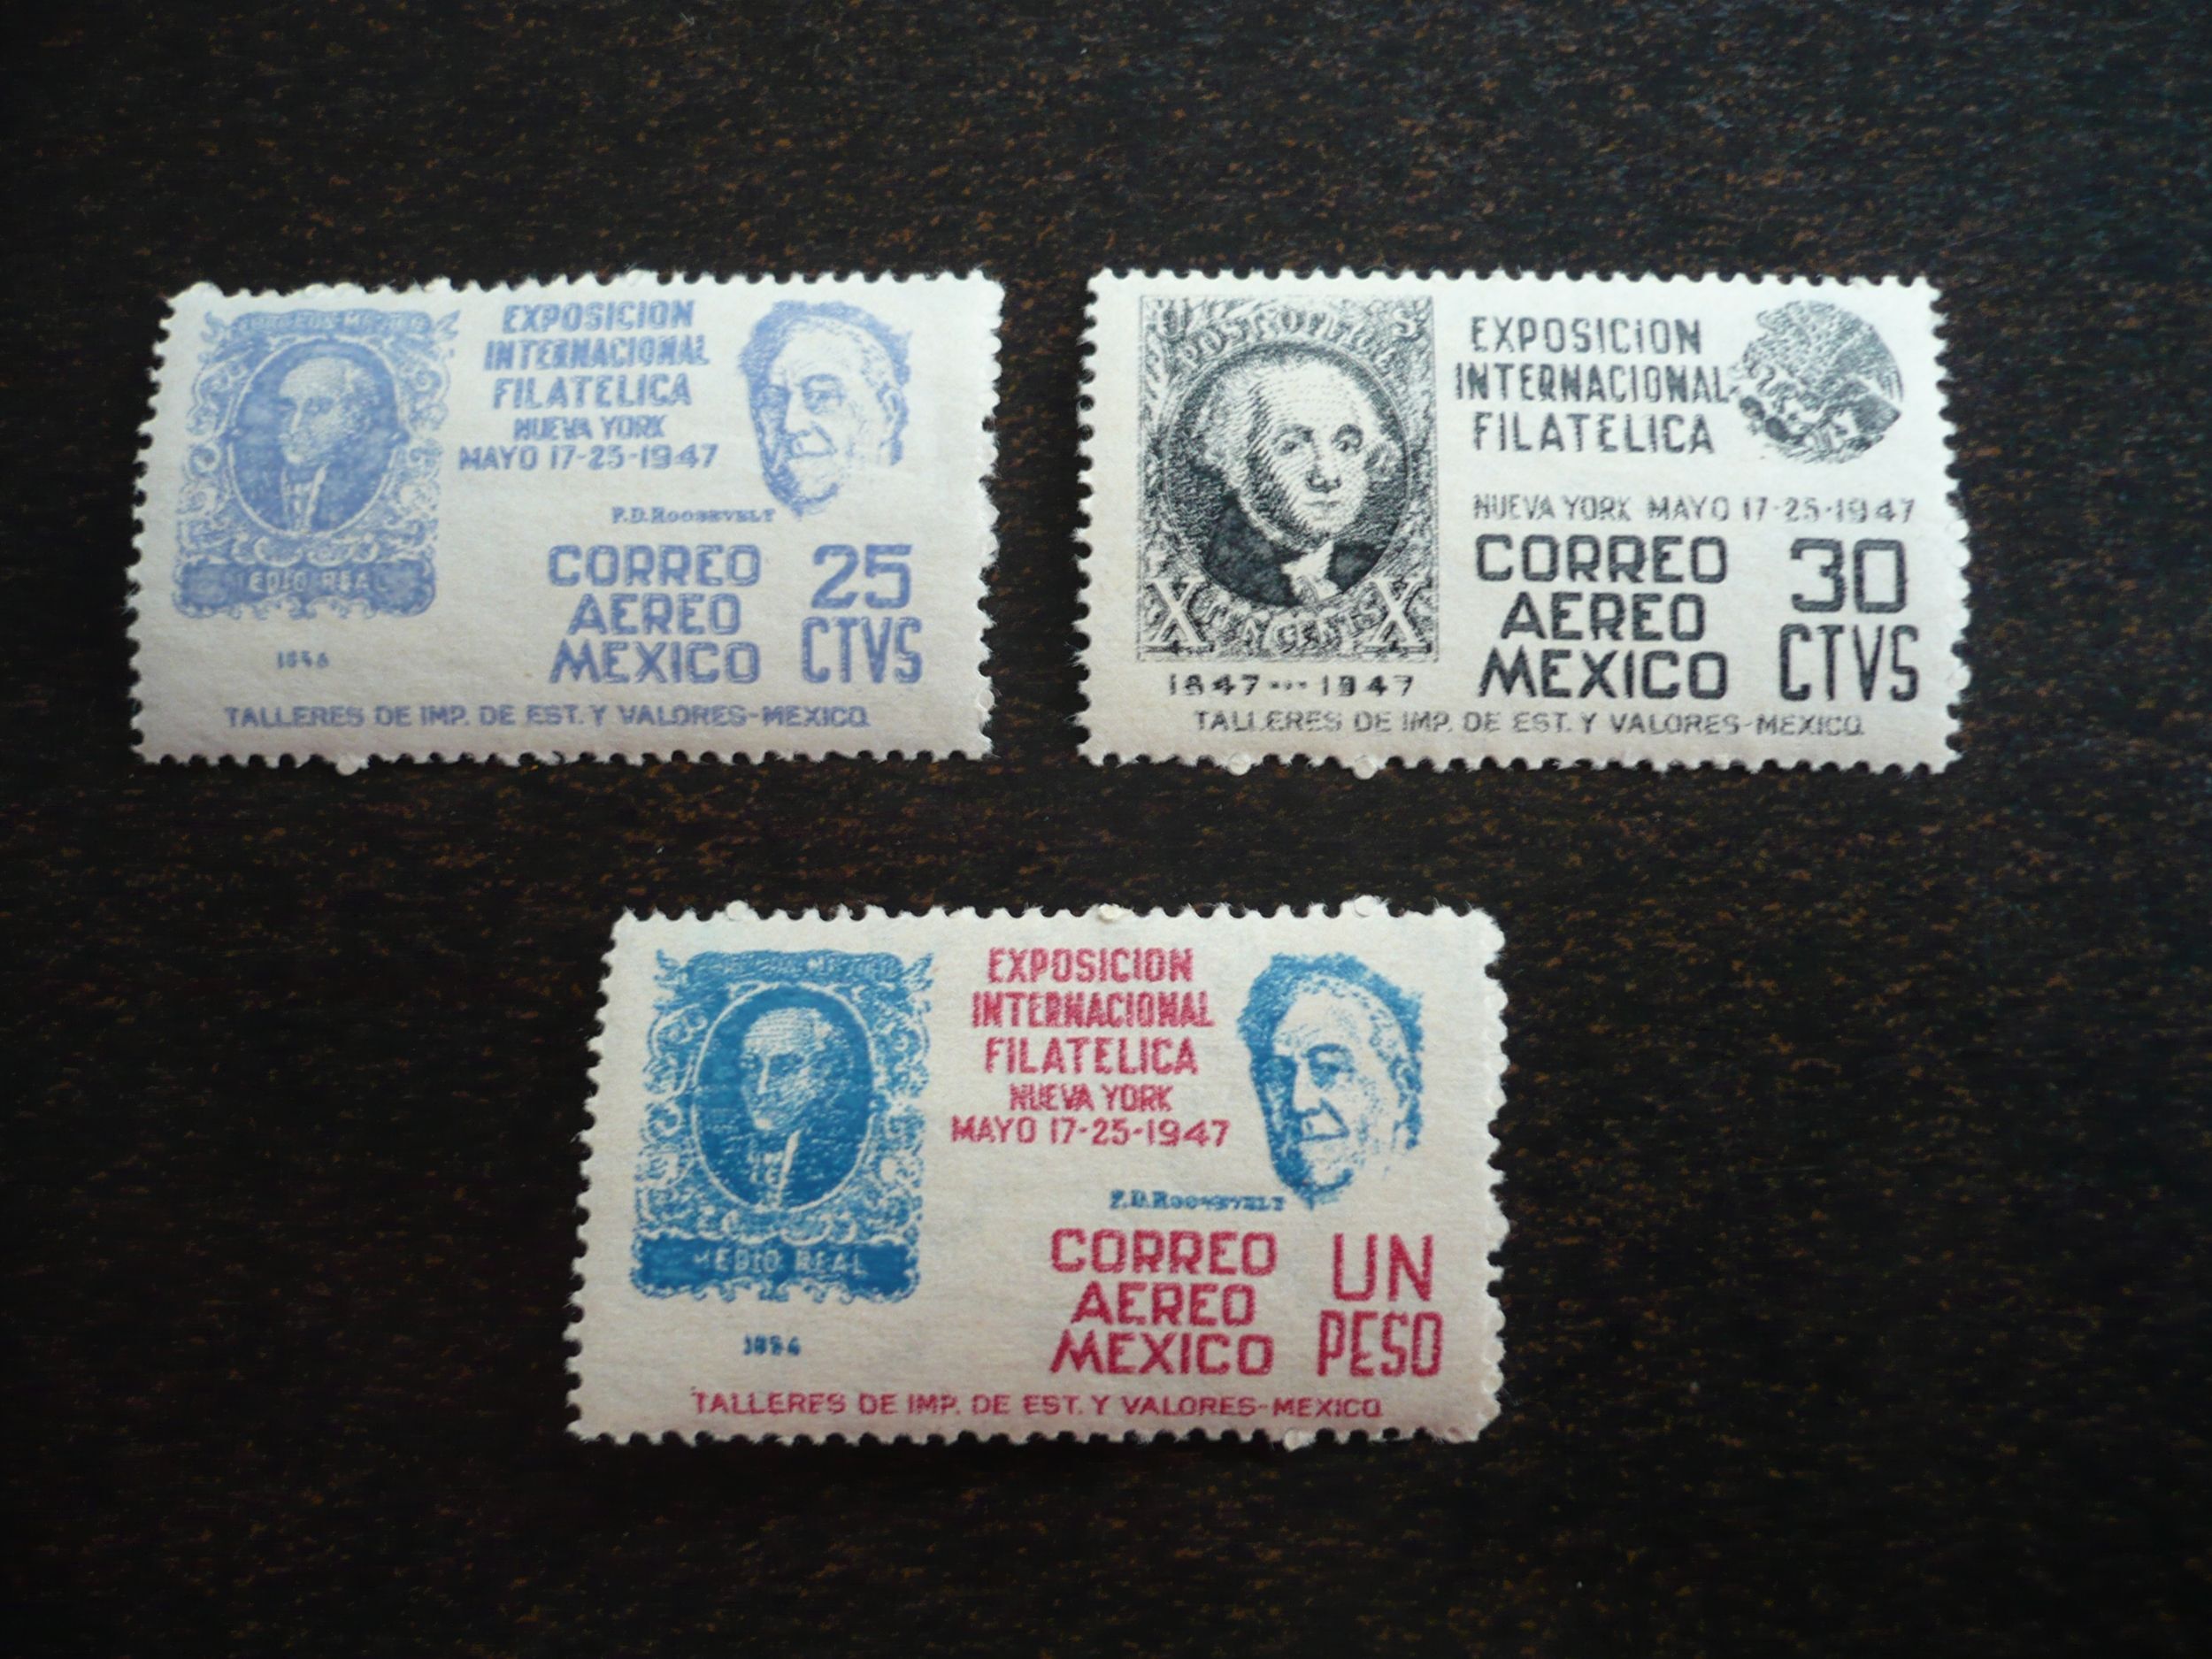 EXPOSICION
INTERNACIONAL
FILATELICA
NUEVA YORK
MAYO 17-25-1947
F.D.ROOSEVELT
MEDIO REAL
CORREO
AEREO
MEXICO
25
CTVS
TALLERES DE IMP. DE EST. Y VALORES-MEXICO.
POST OFFICE
EXPOSICION
INTERNACIONAL
FILATELICA
NUEVA YORK MAYO 17-25-1947
CORREO
AEREO
MEXICO
30
CTVS
X X
1847---1947
TALLERES DE IMP. DE EST. Y VALORES-MEXICO.
EXPOSICION
INTERNACIONAL
FILATELICA
NUEVA YORK
MAYO 17-25-1947
F.D.ROOSEVELT
MEDIO REAL
CORREO
AEREO
MEXICO
UN
PESO
TALLERES DE IMP. DE EST. Y VALORES-MEXICO.